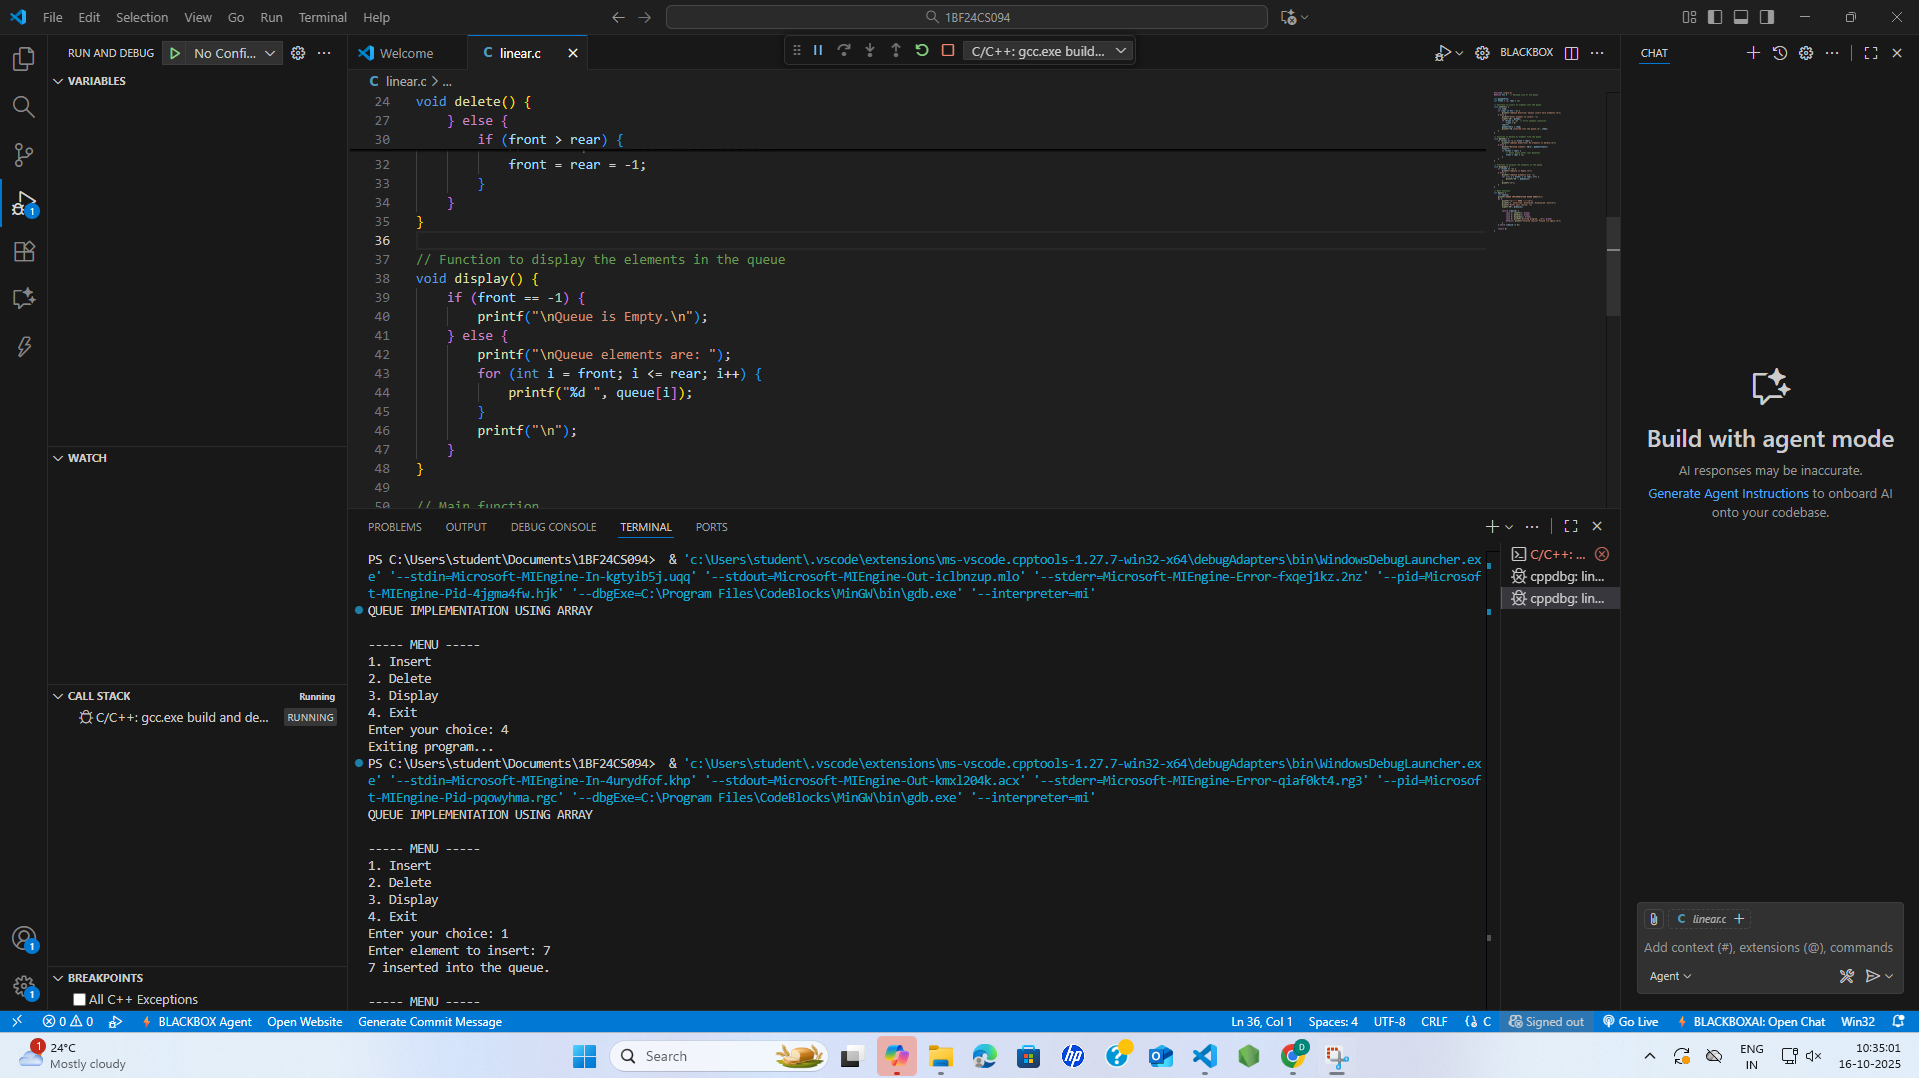 File Edit Selection View Go Run Terminal Help
1BF24CS094
RUN AND DEBUG No Confi...
Welcome
C linear.c
C/C++: gcc.exe build...
BLACKBOX
CHAT
VARIABLES
C linear.c > ...
24 void delete() {
27 } else {
30 if (front > rear) {
32 front = rear = -1;
33 }
34 }
35 }
36
37 // Function to display the elements in the queue
38 void display() {
39 if (front == -1) {
40 printf("\nQueue is Empty.\n");
41 } else {
42 printf("\nQueue elements are: ");
43 for (int i = front; i <= rear; i++) {
44 printf("%d ", queue[i]);
45 }
46 printf("\n");
47 }
48 }
49
50 // Main function
WATCH
CALL STACK Running
C/C++: gcc.exe build and de... RUNNING
BREAKPOINTS
All C++ Exceptions
PROBLEMS OUTPUT DEBUG CONSOLE TERMINAL PORTS
PS C:\Users\student\Documents\1BF24CS094> & 'c:\Users\student\.vscode\extensions\ms-vscode.cpptools-1.27.7-win32-x64\debugAdapters\bin\WindowsDebugLauncher.ex
e' '--stdin=Microsoft-MIEngine-In-kgtyib5j.uqq' '--stdout=Microsoft-MIEngine-Out-iclbnzup.mlo' '--stderr=Microsoft-MIEngine-Error-fxqej1kz.2nz' '--pid=Microsof
t-MIEngine-Pid-4jgma4fw.hjk' '--dbgExe=C:\Program Files\CodeBlocks\MinGW\bin\gdb.exe' '--interpreter=mi'
QUEUE IMPLEMENTATION USING ARRAY
----- MENU -----
1. Insert
2. Delete
3. Display
4. Exit
Enter your choice: 4
Exiting program...
PS C:\Users\student\Documents\1BF24CS094> & 'c:\Users\student\.vscode\extensions\ms-vscode.cpptools-1.27.7-win32-x64\debugAdapters\bin\WindowsDebugLauncher.ex
e' '--stdin=Microsoft-MIEngine-In-4urydfof.khp' '--stdout=Microsoft-MIEngine-Out-kmxl204k.acx' '--stderr=Microsoft-MIEngine-Error-qiaf0kt4.rg3' '--pid=Microsof
t-MIEngine-Pid-pqowyhma.rgc' '--dbgExe=C:\Program Files\CodeBlocks\MinGW\bin\gdb.exe' '--interpreter=mi'
QUEUE IMPLEMENTATION USING ARRAY
----- MENU -----
1. Insert
2. Delete
3. Display
4. Exit
Enter your choice: 1
Enter element to insert: 7
7 inserted into the queue.
----- MENU -----
C/C++: ...
cppdbg: lin...
cppdbg: lin...
Build with agent mode
AI responses may be inaccurate.
Generate Agent Instructions to onboard AI
onto your codebase.
C linear.c +
Add context (#), extensions (@), commands
Agent
0 0 BLACKBOX Agent Open Website Generate Commit Message
Ln 36, Col 1 Spaces: 4 UTF-8 CRLF {} C Signed out Go Live BLACKBOXAI: Open Chat Win32
1
24°C
Mostly cloudy
Search
hp
D
ENG
IN
10:35:01
16-10-2025